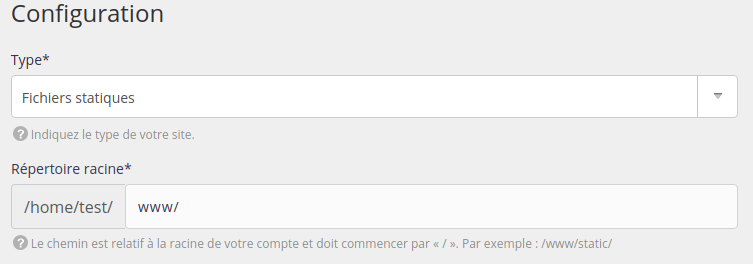 Configuration
Type*
Fichiers statiques
? Indiquez le type de votre site.
Répertoire racine*
/home/test/ www/
? Le chemin est relatif à la racine de votre compte et doit commencer par « / ». Par exemple : /www/static/